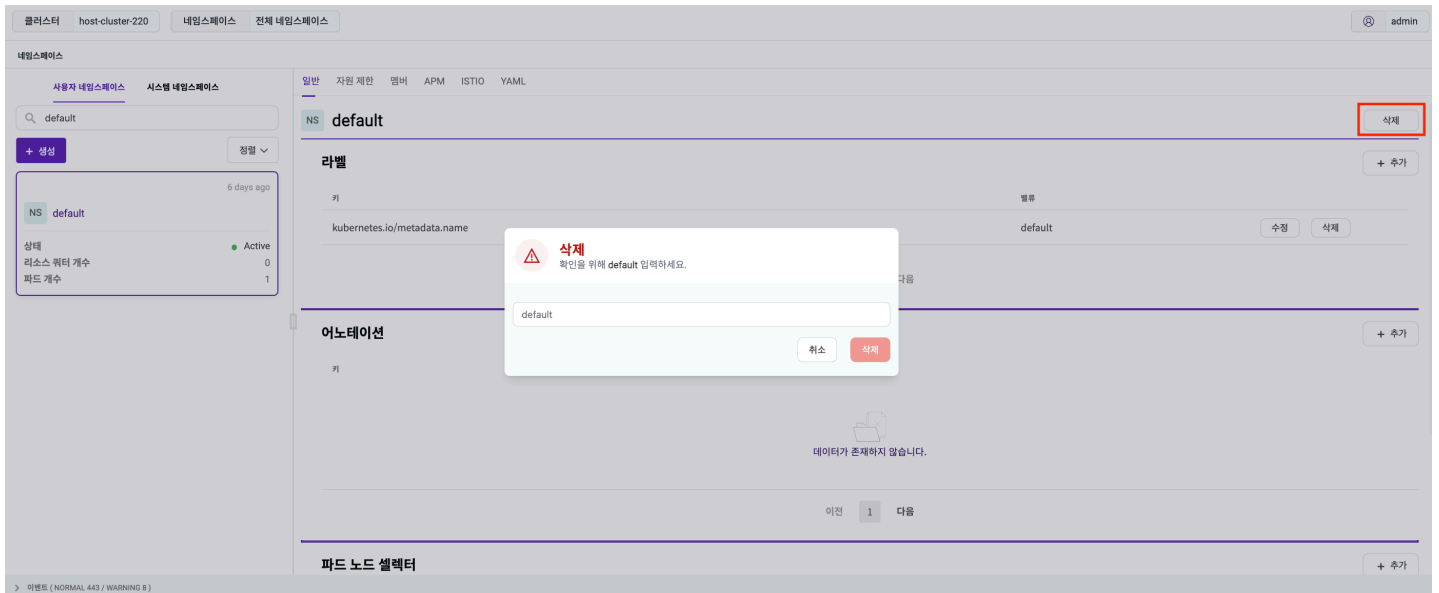 클러스터 host-cluster-220 네임스페이스 전체 네임스페이스 admin
네임스페이스
사용자 네임스페이스 시스템 네임스페이스
default
+ 생성 정렬
6 days ago
NS default
상태 Active
리소스 쿼터 개수 0
파드 개수 1
일반 자원 제한 멤버 APM ISTIO YAML
NS default 삭제
라벨 + 추가
키 밸류
kubernetes.io/metadata.name default 수정 삭제
다음
삭제
확인을 위해 default 입력하세요.
default
취소 삭제
어노테이션 + 추가
키
데이터가 존재하지 않습니다.
이전 1 다음
파드 노드 셀렉터 + 추가
이벤트 ( NORMAL 443 / WARNING 8 )